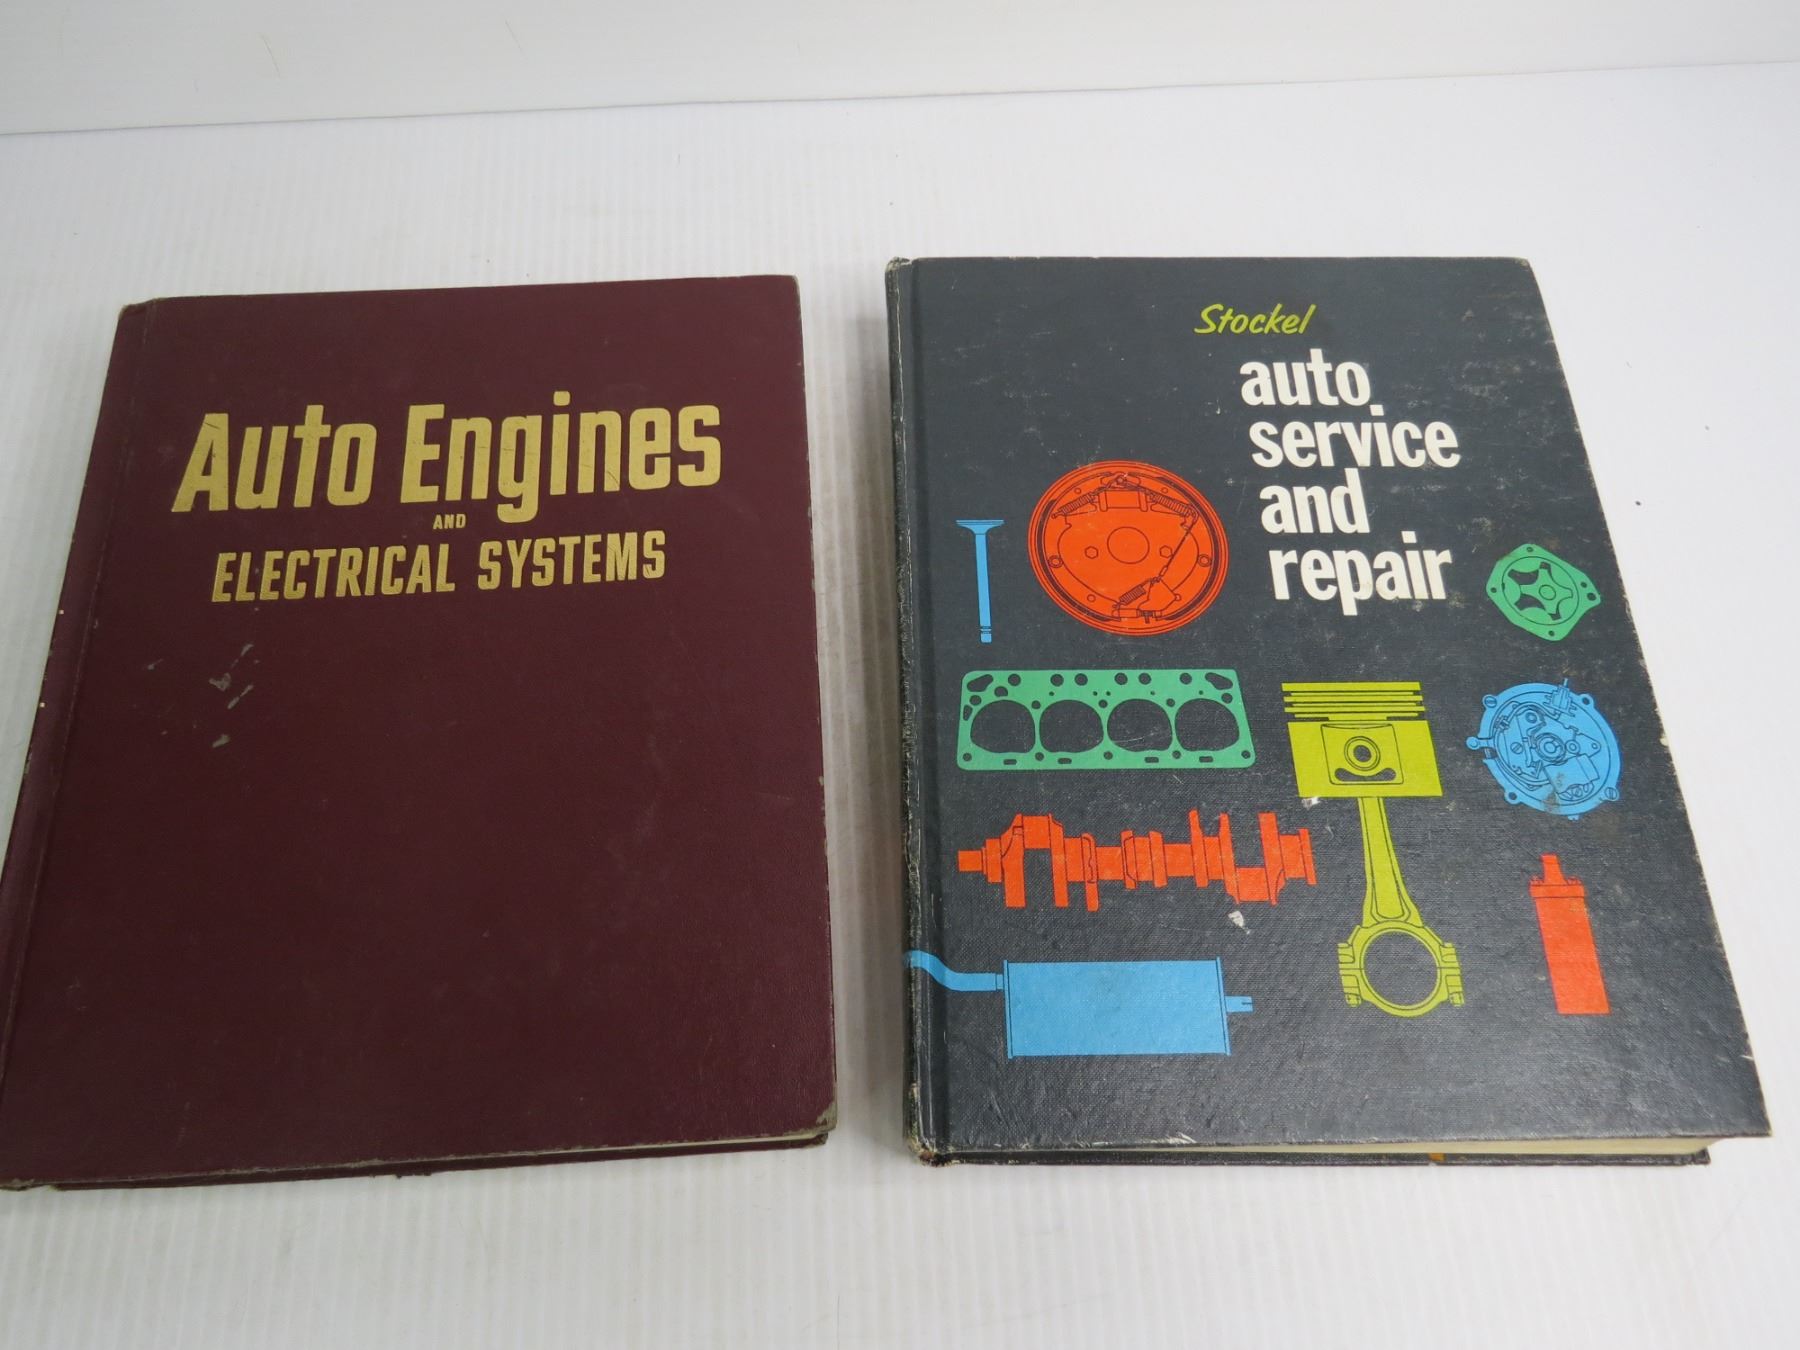 Auto Engines
AND
ELECTRICAL SYSTEMS
Stockel
auto
service
and
repair